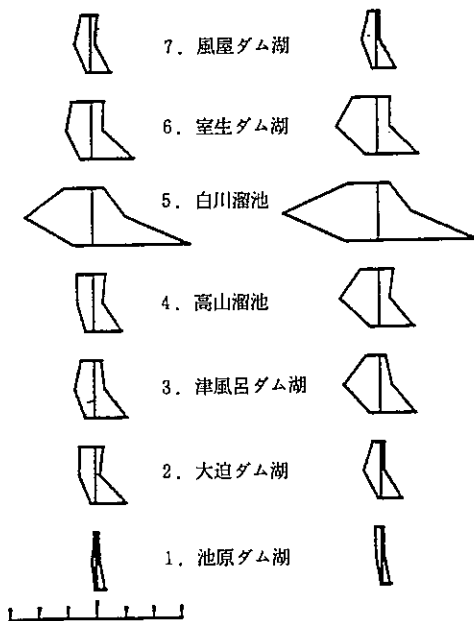 7. 風屋ダム湖
6. 室生ダム湖
5. 白川溜池
4. 高山溜池
3. 津風呂ダム湖
2. 大迫ダム湖
1. 池原ダム湖